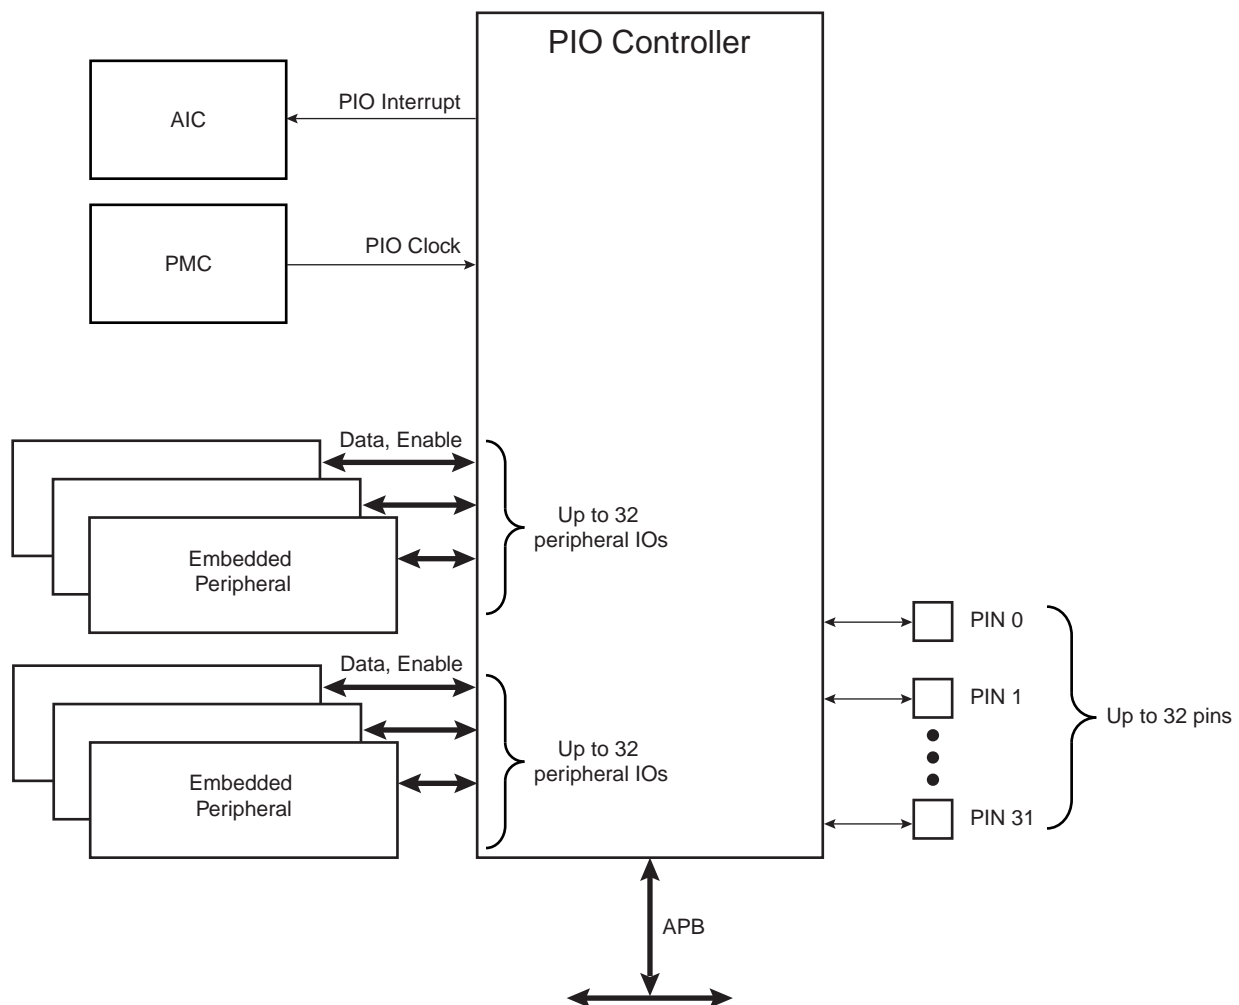 PIO Controller
AIC
PIO Interrupt
PMC
PIO Clock
Data, Enable
Up to 32
peripheral IOs
Embedded
Peripheral
PIN 0
Data, Enable
PIN 1
Up to 32 pins
Up to 32
peripheral IOs
Embedded
Peripheral
PIN 31
APB